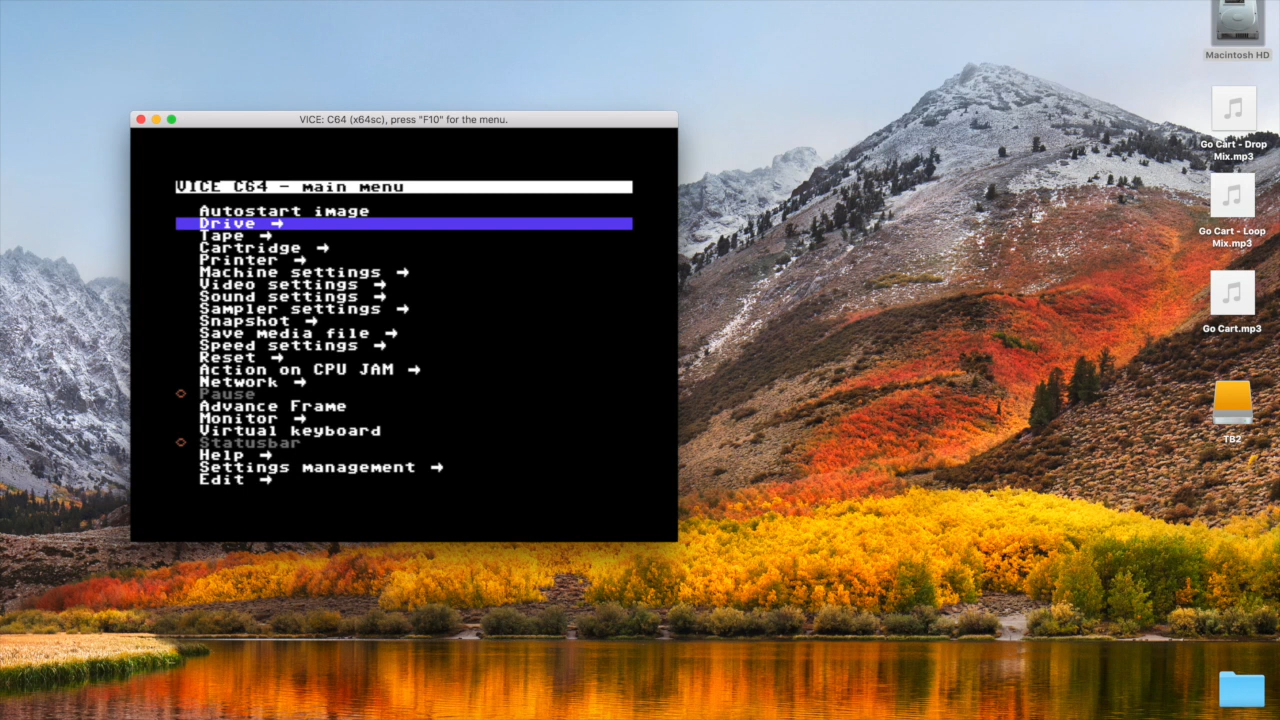 VICE: C64 (x64sc), press "F10" for the menu.
VICE C64 - main menu
Autostart image
Drive →
Tape →
Cartridge →
Printer →
Machine settings →
Video settings →
Sound settings →
Sampler settings →
Snapshot →
Save media file →
Speed settings →
Reset →
Action on CPU JAM →
Network →
Pause
Advance Frame
Monitor →
Virtual keyboard
Statusbar
Help →
Settings management →
Edit →
Macintosh HD
Go Cart - Drop
Mix.mp3
Go Cart - Loop
Mix.mp3
Go Cart.mp3
TB2